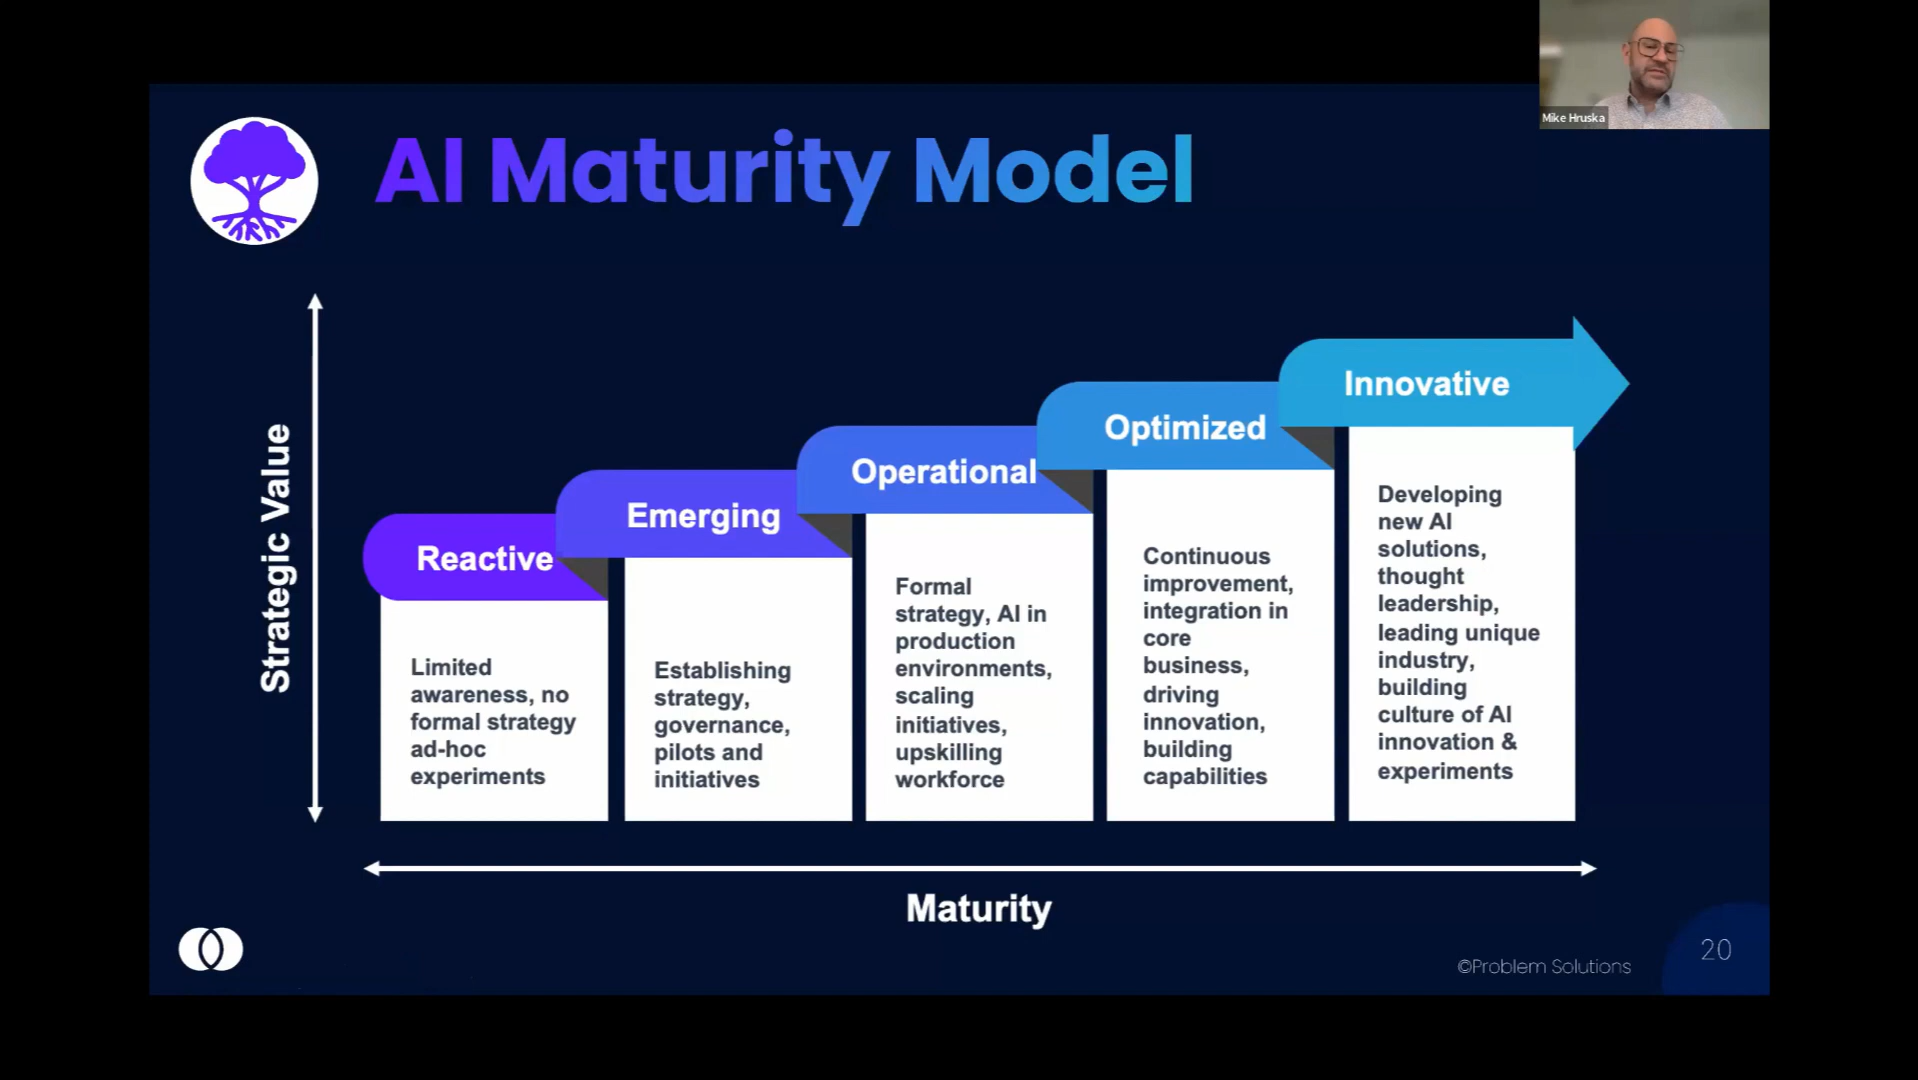 Mike Hruska
AI Maturity Model
Strategic Value
Reactive
Limited
awareness, no
formal strategy
ad-hoc
experiments
Emerging
Establishing
strategy,
governance,
pilots and
initiatives
Operational
Formal
strategy, AI in
production
environments,
scaling
initiatives,
upskilling
workforce
Optimized
Continuous
improvement,
integration in
core
business,
driving
innovation,
building
capabilities
Innovative
Developing
new AI
solutions,
thought
leadership,
leading unique
industry,
building
culture of AI
innovation &
experiments
Maturity
©Problem Solutions
20